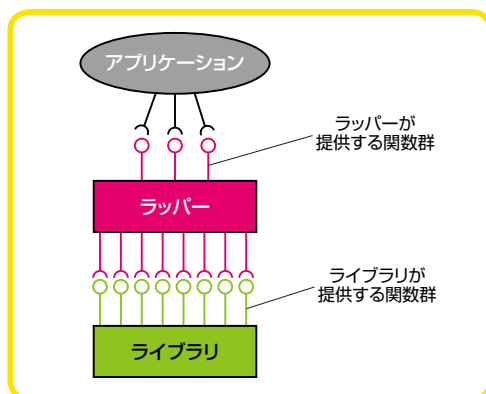 アプリケーション
ラッパーが
提供する関数群
ラッパー
ライブラリが
提供する関数群
ライブラリ